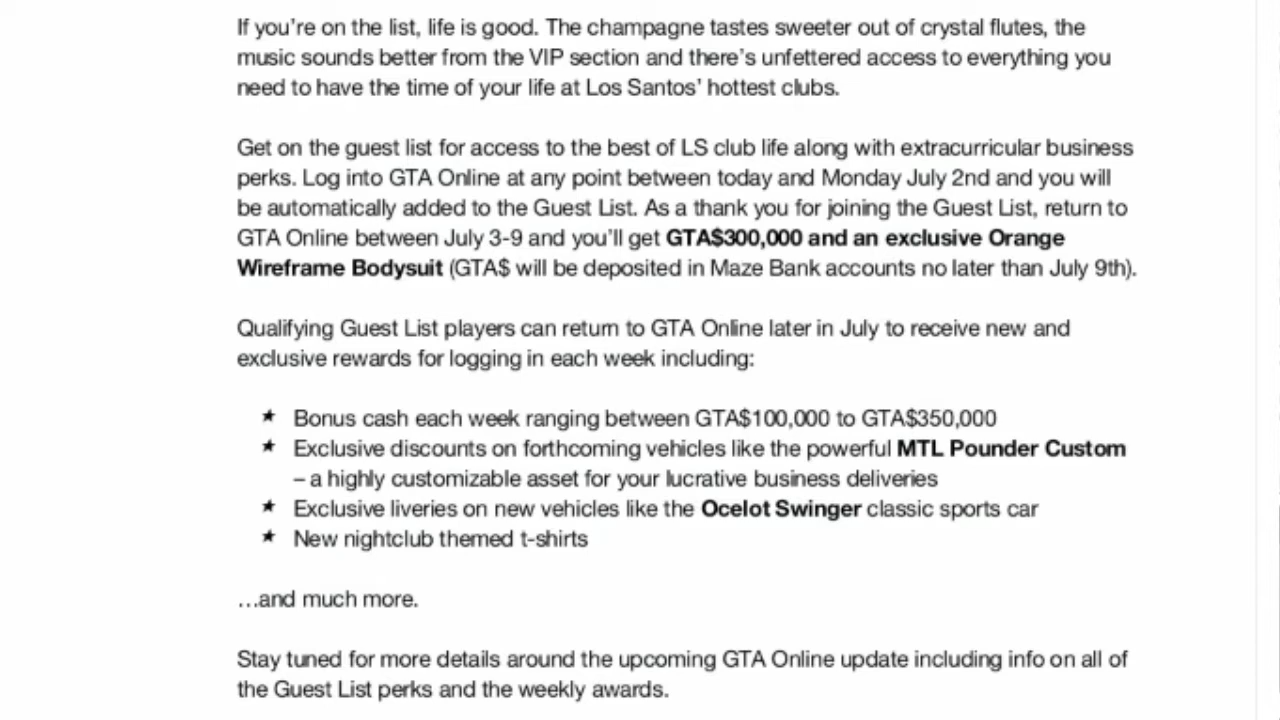 If you're on the list, life is good. The champagne tastes sweeter out of crystal flutes, the
music sounds better from the VIP section and there's unfettered access to everything you
need to have the time of your life at Los Santos' hottest clubs.
Get on the guest list for access to the best of LS club life along with extracurricular business
perks. Log into GTA Online at any point between today and Monday July 2nd and you will
be automatically added to the Guest List. As a thank you for joining the Guest List, return to
GTA Online between July 3-9 and you'll get GTA$300,000 and an exclusive Orange
Wireframe Bodysuit (GTA$ will be deposited in Maze Bank accounts no later than July 9th).
Qualifying Guest List players can return to GTA Online later in July to receive new and
exclusive rewards for logging in each week including:
★ Bonus cash each week ranging between GTA$100,000 to GTA$350,000
★ Exclusive discounts on forthcoming vehicles like the powerful MTL Pounder Custom
– a highly customizable asset for your lucrative business deliveries
★ Exclusive liveries on new vehicles like the Ocelot Swinger classic sports car
★ New nightclub themed t-shirts
…and much more.
Stay tuned for more details around the upcoming GTA Online update including info on all of
the Guest List perks and the weekly awards.